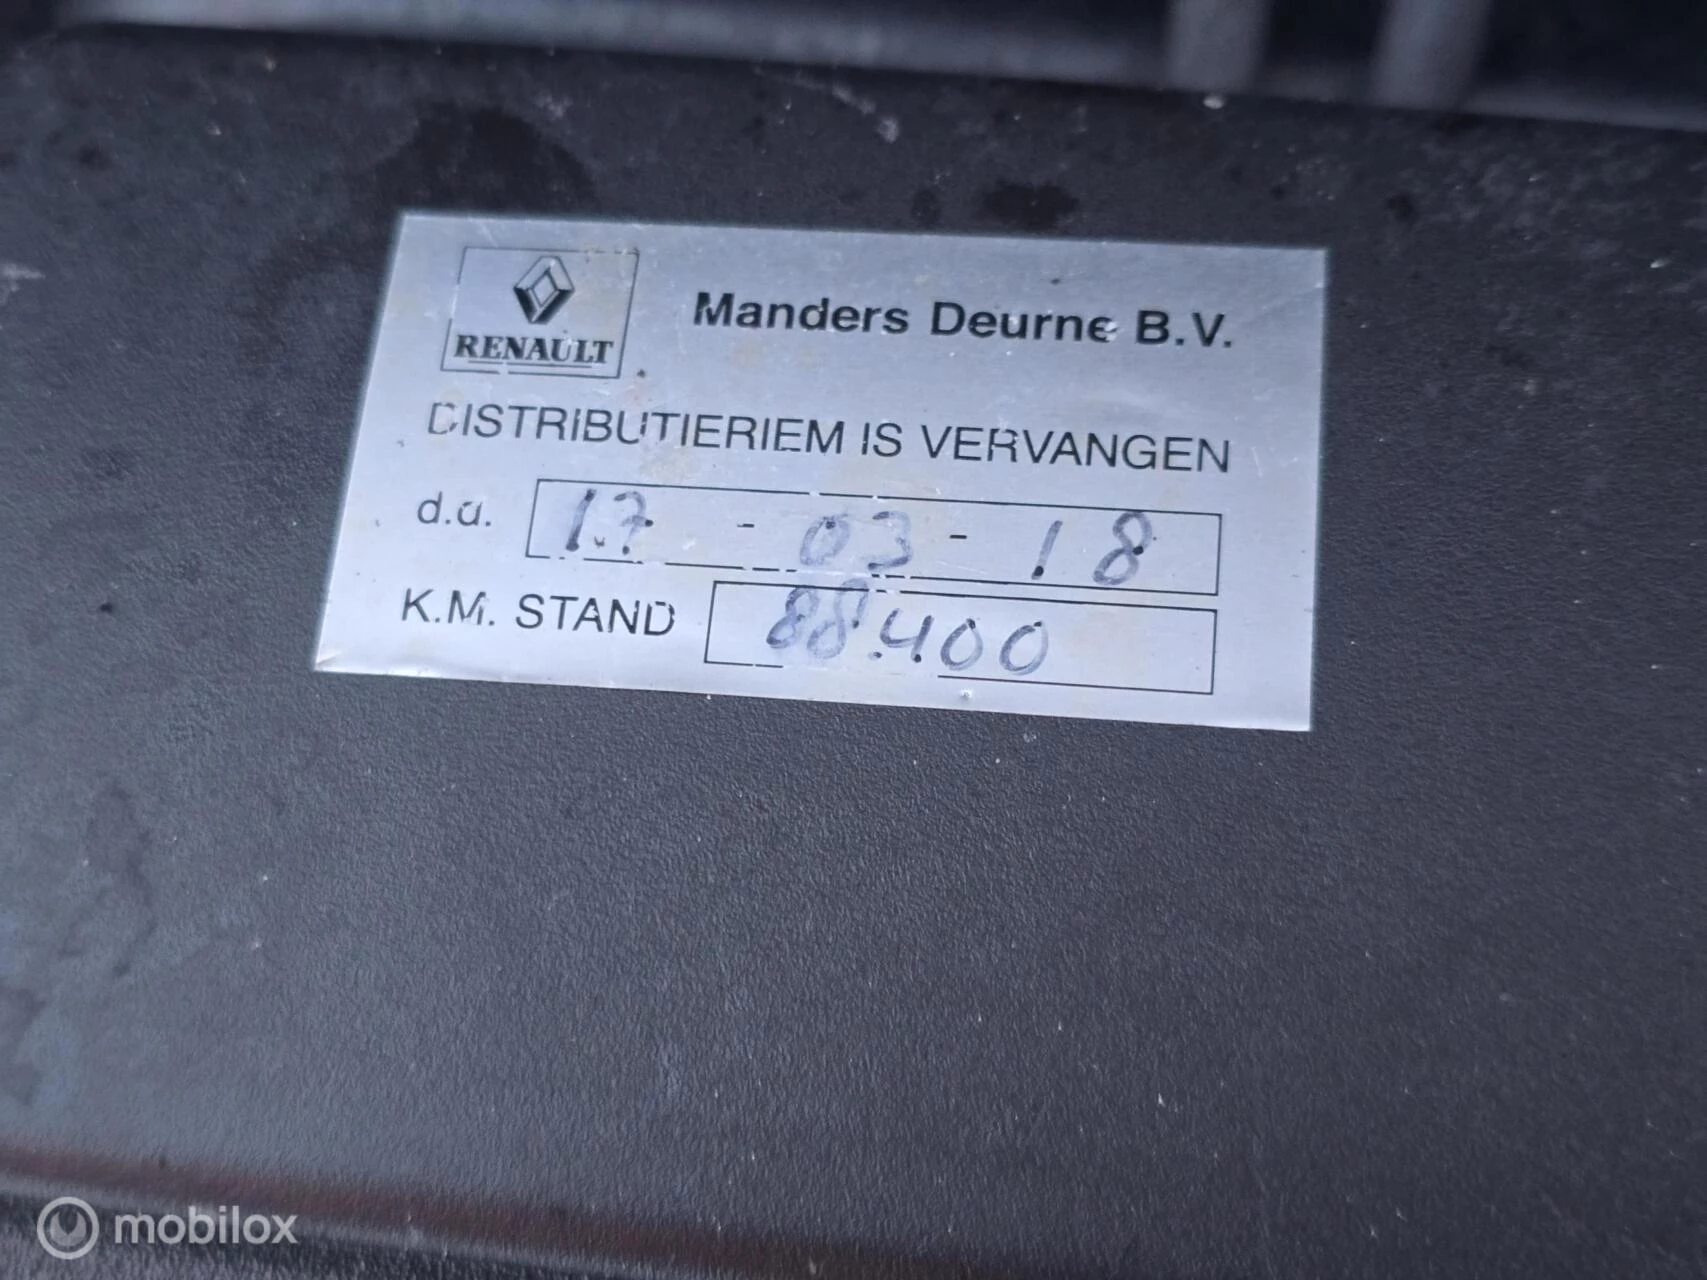 RENAULT
Manders Deurne B.V.
DISTRIBUTIERIEM IS VERVANGEN
d.d. 17 - 03 - 18
K.M. STAND 88.400
mobilox